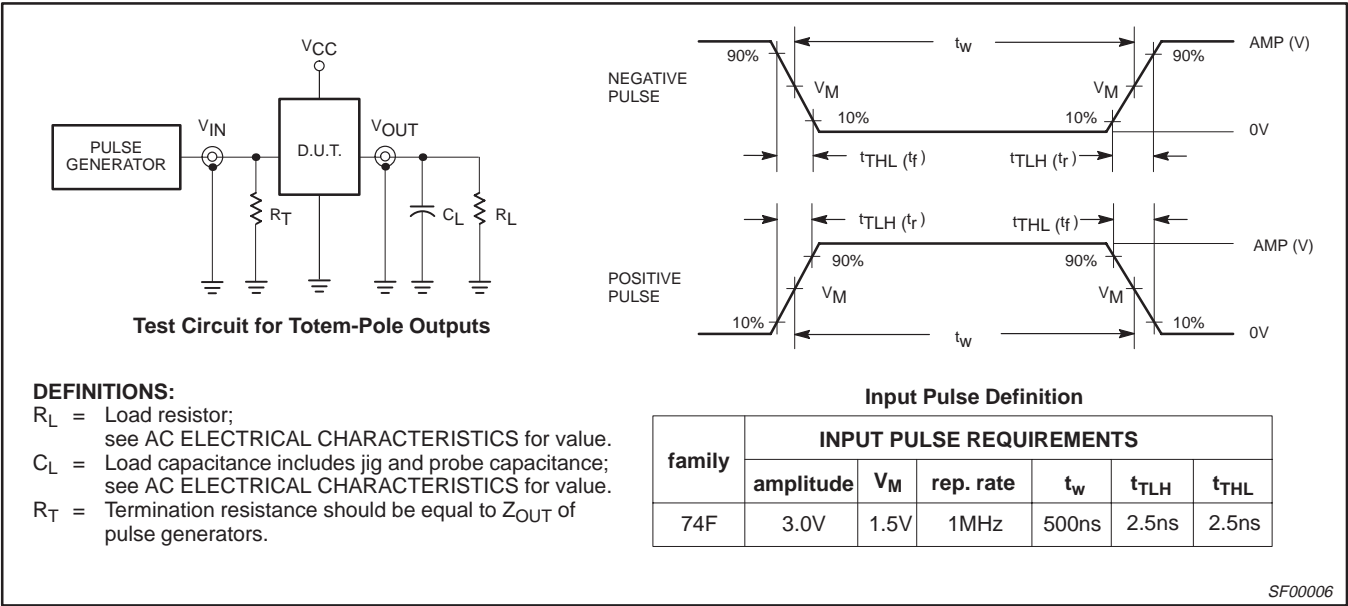 VCC
VIN
PULSE
GENERATOR
D.U.T.
VOUT
RT
CL
RL
Test Circuit for Totem-Pole Outputs
NEGATIVE
PULSE
90%
tw
90%
AMP (V)
VM
VM
10%
10%
0V
tTHL (tf)
tTLH (tr)
tTLH (tr)
tTHL (tf)
POSITIVE
PULSE
90%
90%
AMP (V)
VM
VM
10%
10%
tw
0V
DEFINITIONS:
RL = Load resistor;
see AC ELECTRICAL CHARACTERISTICS for value.
CL = Load capacitance includes jig and probe capacitance;
see AC ELECTRICAL CHARACTERISTICS for value.
RT = Termination resistance should be equal to ZOUT of
pulse generators.
Input Pulse Definition
family
INPUT PULSE REQUIREMENTS
amplitude VM rep. rate tw tTLH tTHL
74F 3.0V 1.5V 1MHz 500ns 2.5ns 2.5ns
SF00006